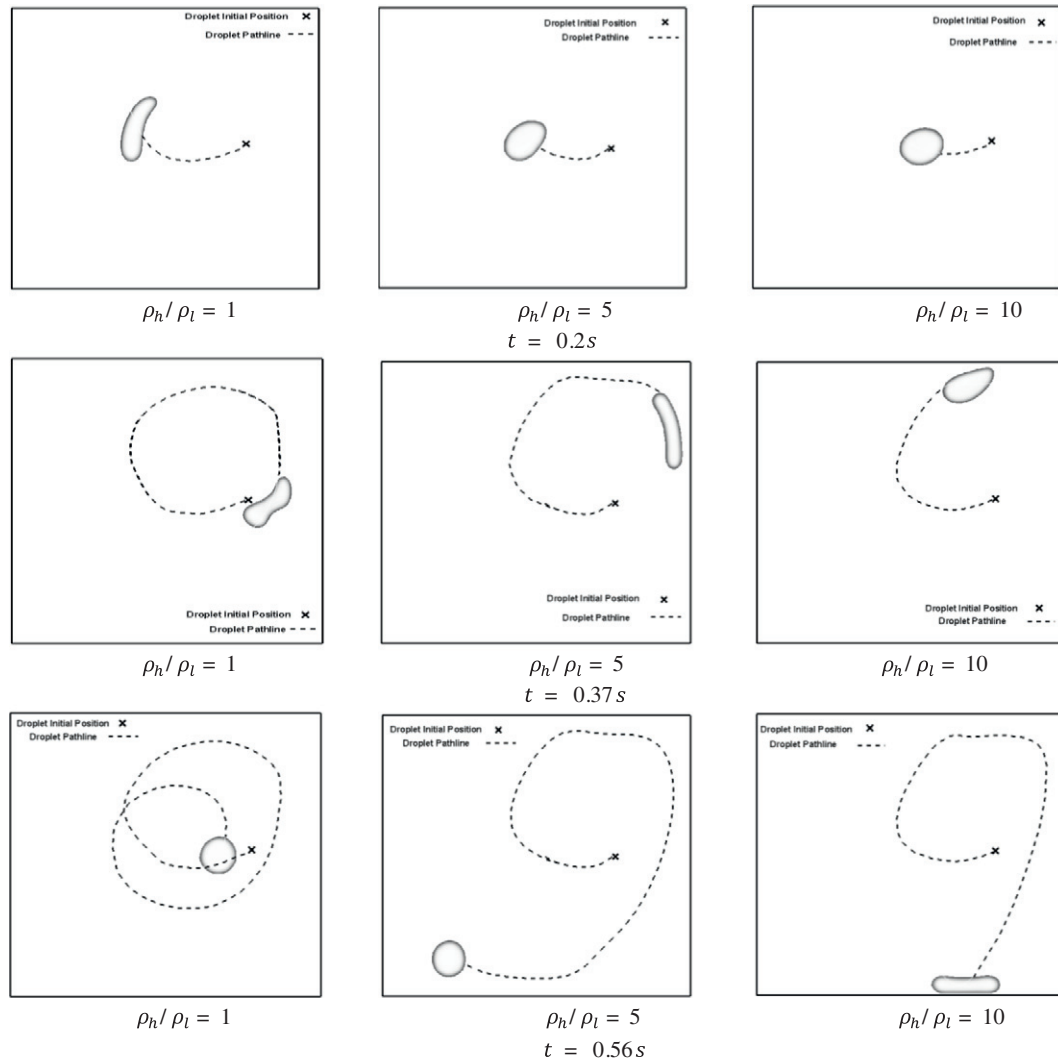 Droplet Initial Position ×
Droplet Pathline ----
Droplet Initial Position ×
Droplet Pathline ----
Droplet Initial Position ×
Droplet Pathline ----
ρₕ/ρₗ = 1
ρₕ/ρₗ = 5
ρₕ/ρₗ = 10
t = 0.2s
Droplet Initial Position ×
Droplet Pathline ----
Droplet Initial Position ×
Droplet Pathline ----
Droplet Initial Position ×
Droplet Pathline ----
ρₕ/ρₗ = 1
ρₕ/ρₗ = 5
ρₕ/ρₗ = 10
t = 0.37s
Droplet Initial Position ×
Droplet Pathline ----
Droplet Initial Position ×
Droplet Pathline ----
Droplet Initial Position ×
Droplet Pathline ----
ρₕ/ρₗ = 1
ρₕ/ρₗ = 5
ρₕ/ρₗ = 10
t = 0.56s